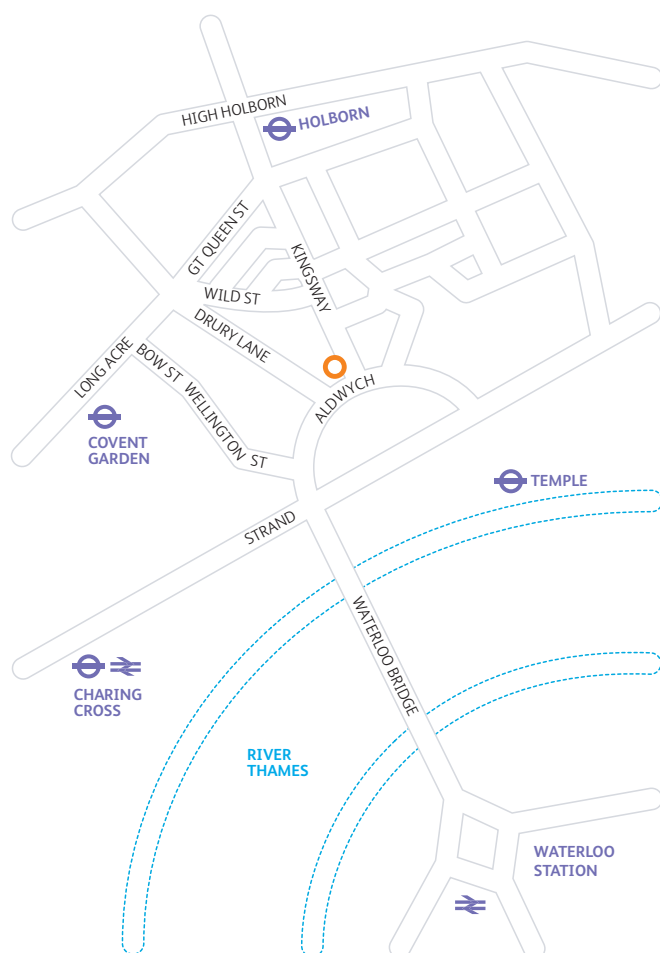 HIGH HOLBORN
HOLBORN
GT QUEEN ST
KINGSWAY
WILD ST
DRURY LANE
LONG ACRE
BOW ST
WELLINGTON ST
ALDWYCH
COVENT
GARDEN
TEMPLE
STRAND
WATERLOO BRIDGE
CHARING
CROSS
RIVER
THAMES
WATERLOO
STATION